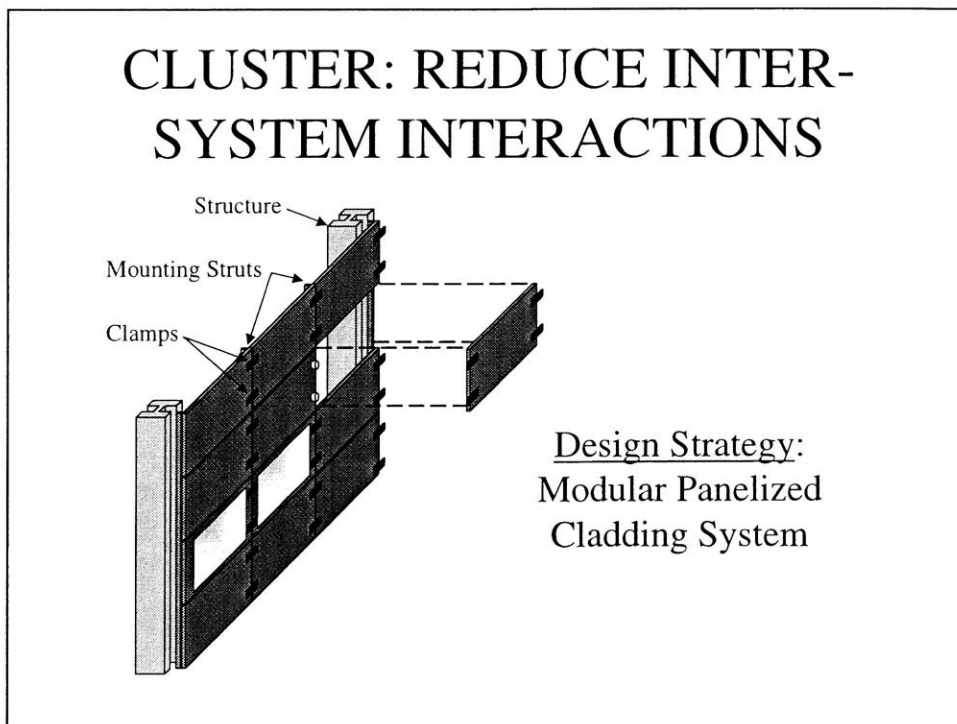 CLUSTER: REDUCE INTER-
SYSTEM INTERACTIONS
Structure
Mounting Struts
Clamps
Design Strategy:
Modular Panelized
Cladding System